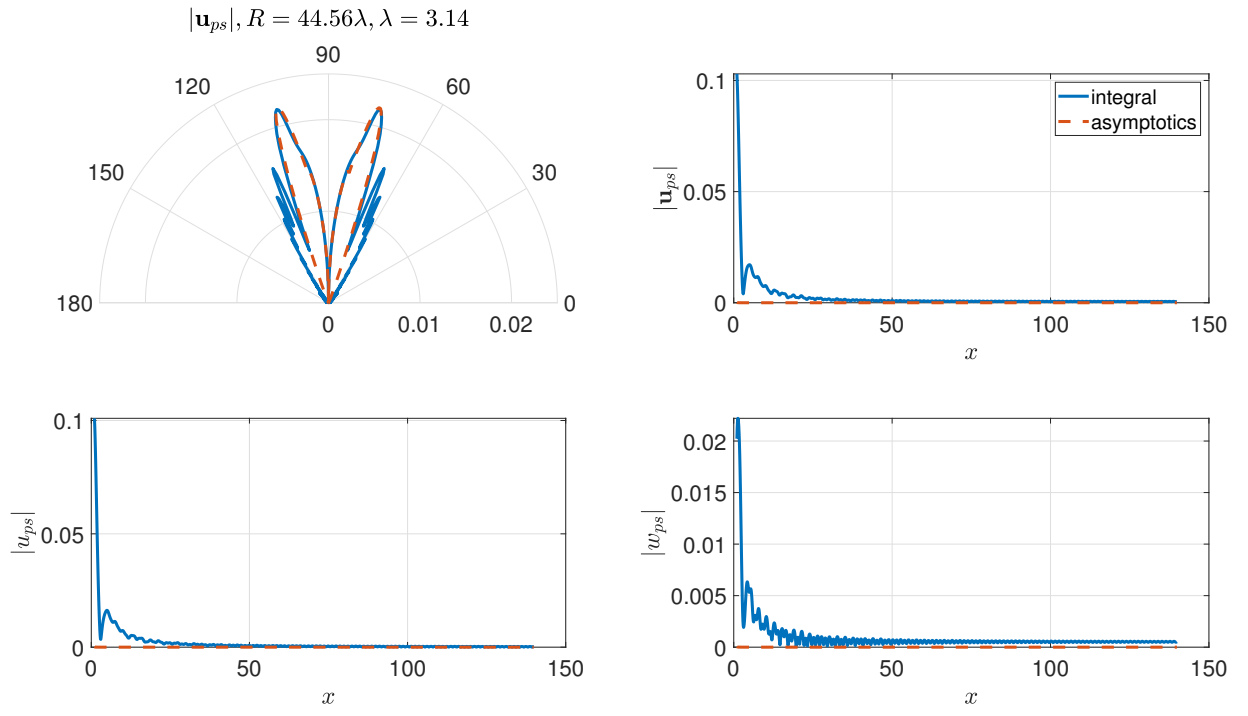 |u_ps|, R = 44.56λ, λ = 3.14
90
120 60
150 30
180 0
0 0.01 0.02
0.1
0.05
0
|u_ps|
0 50 100 150
x
integral
asymptotics
0.1
0.05
0
|u_ps|
0 50 100 150
x
0.02
0.015
0.01
0.005
0
|w_ps|
0 50 100 150
x